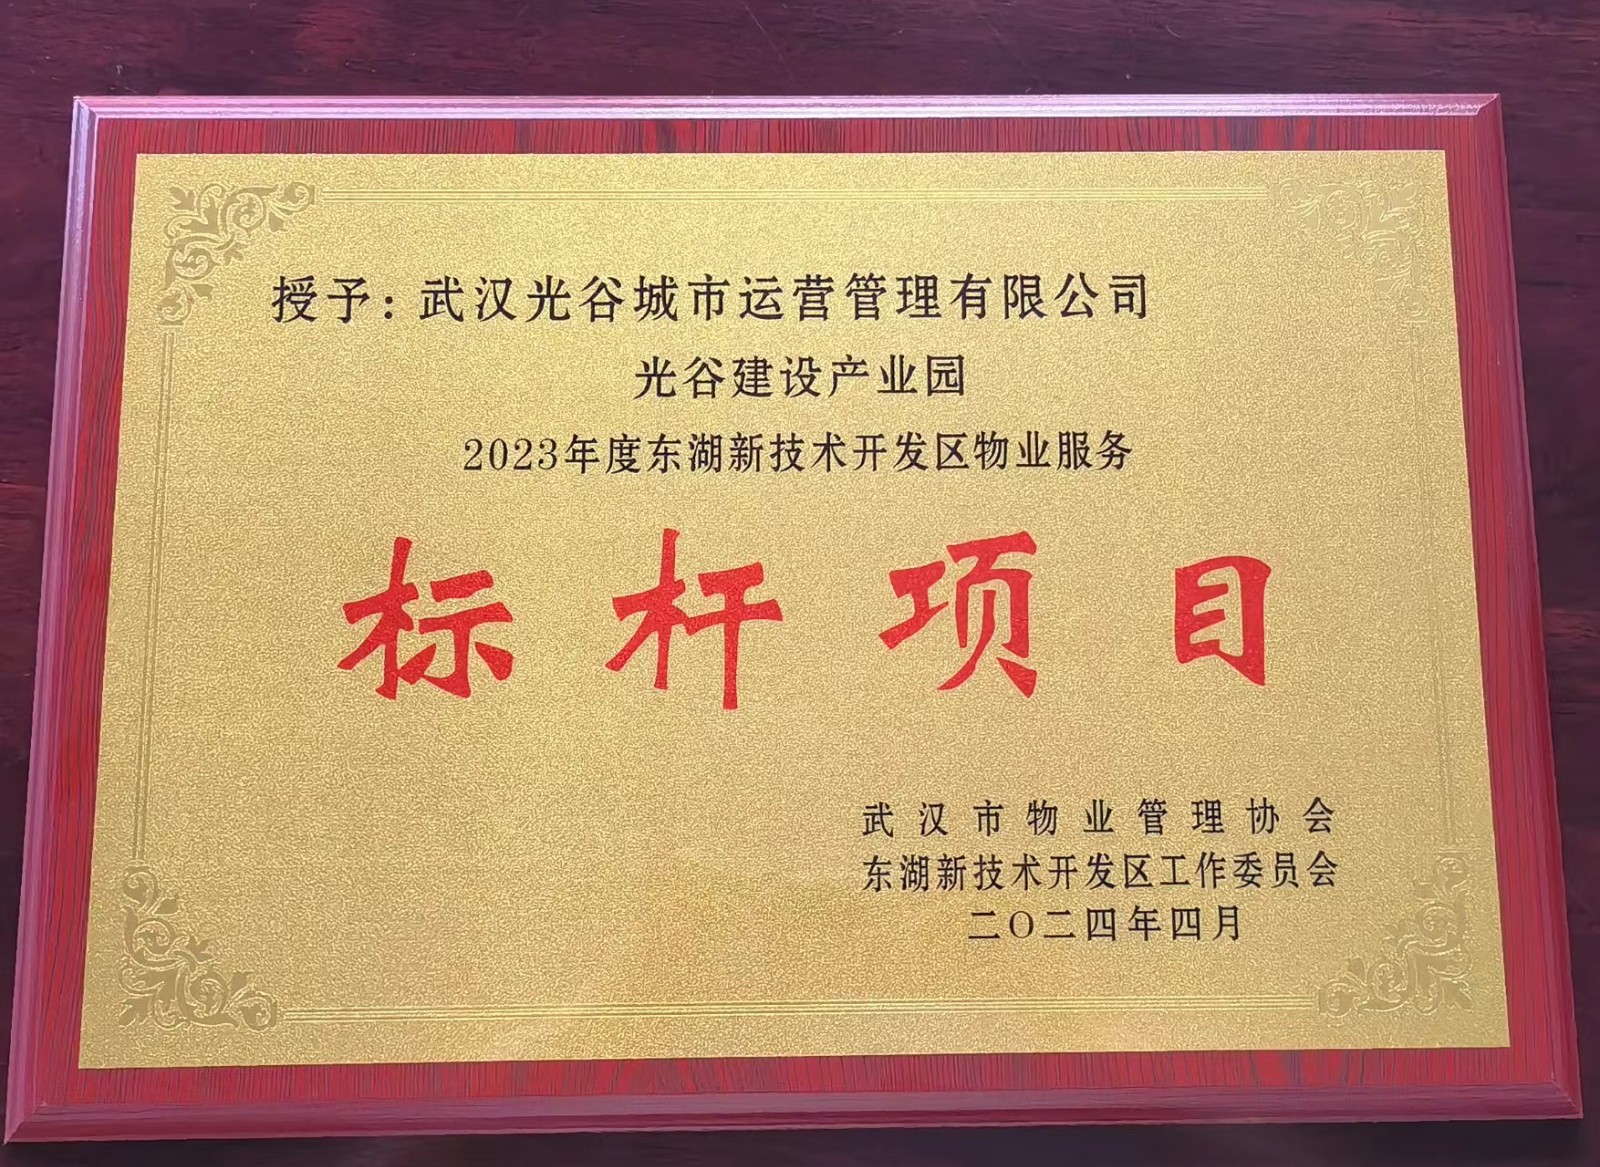 授予：武汉光谷城市运营管理有限公司
光谷建设产业园
2023年度东湖新技术开发区物业服务
标杆项目
武汉市物业管理协会
东湖新技术开发区工作委员会
二〇二四年四月